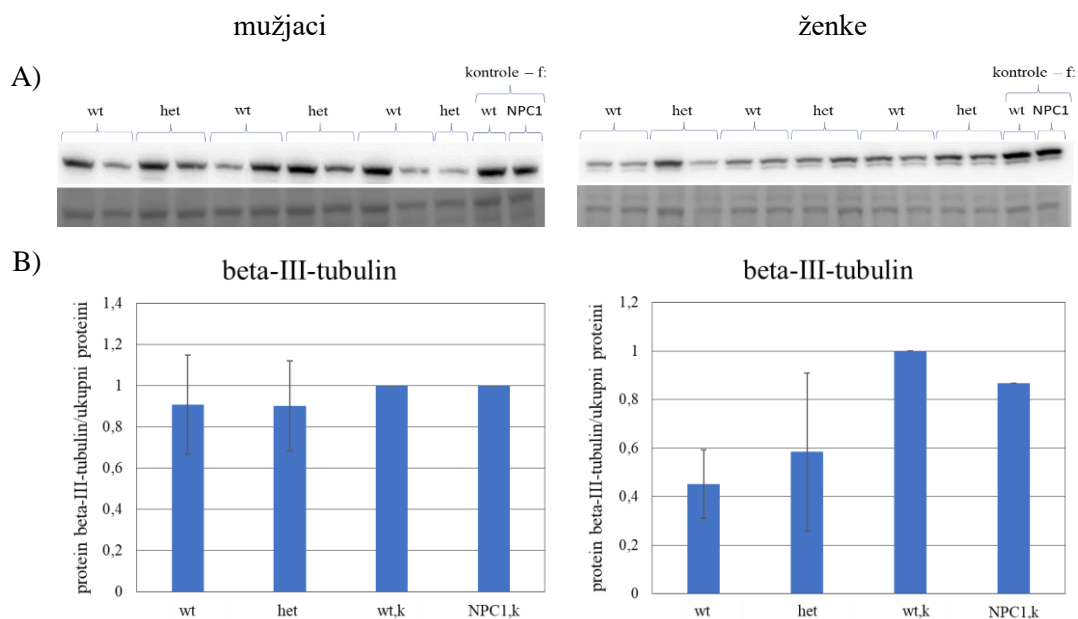 mužjaci
ženke
A)
kontrole – f:
wt het wt het wt het wt NPC1
kontrole – f:
wt het wt het wt het wt NPC1
B)
beta-III-tubulin
protein beta-III-tubulin/ukupni proteini
1,4
1,2
1
0,8
0,6
0,4
0,2
0
wt het wt,k NPC1,k
beta-III-tubulin
protein beta-III-tubulin/ukupni proteini
1,2
1
0,8
0,6
0,4
0,2
0
wt het wt,k NPC1,k